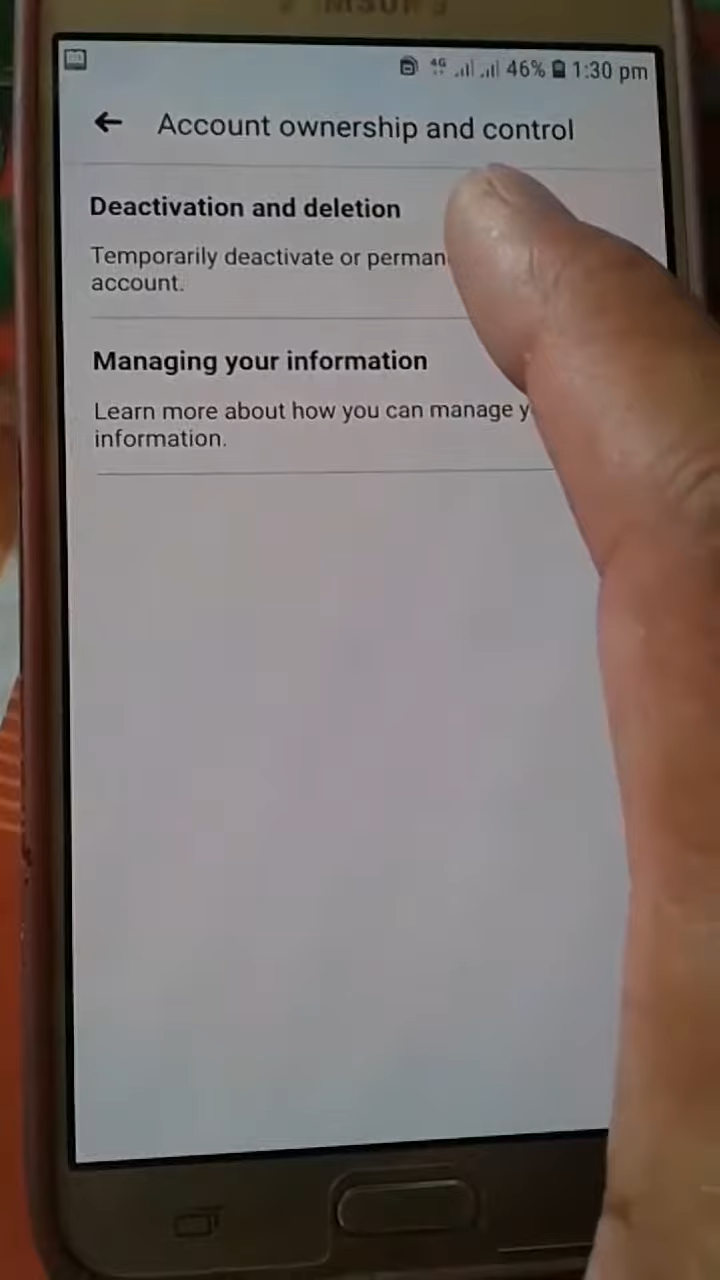 4G 46% 1:30 pm
Account ownership and control
Deactivation and deletion
Temporarily deactivate or perman
account.
Managing your information
Learn more about how you can manage y
information.